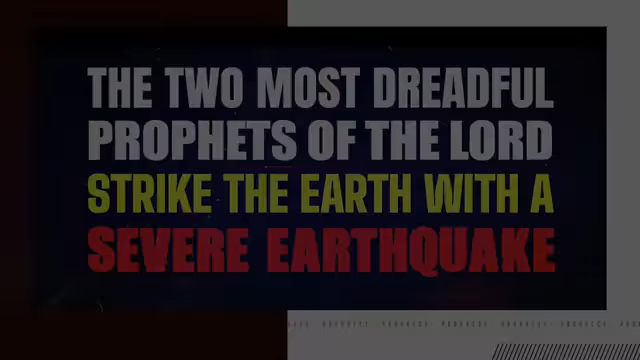 THE TWO MOST DREADFUL
PROPHETS OF THE LORD
STRIKE THE EARTH WITH A
SEVERE EARTHQUAKE